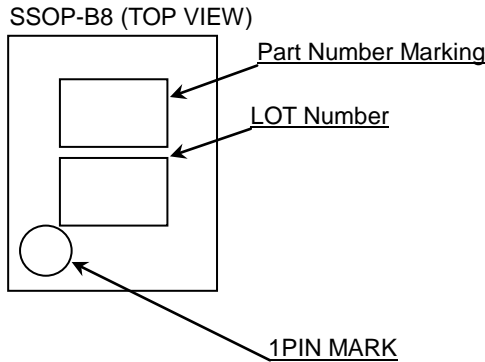 SSOP-B8 (TOP VIEW)
Part Number Marking
LOT Number
1PIN MARK